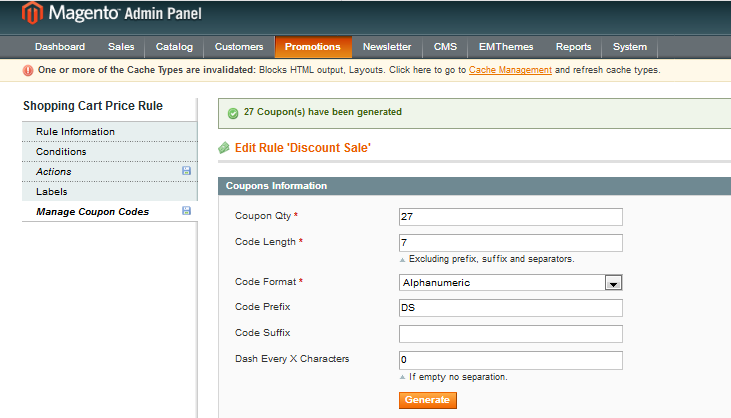 Magento™ Admin Panel
Dashboard Sales Catalog Customers Promotions Newsletter CMS EMThemes Reports System
One or more of the Cache Types are invalidated: Blocks HTML output, Layouts. Click here to go to Cache Management and refresh cache types.
Shopping Cart Price Rule
Rule Information
Conditions
Actions
Labels
Manage Coupon Codes
27 Coupon(s) have been generated
Edit Rule 'Discount Sale'
Coupons Information
Coupon Qty * 27
Code Length * 7
Excluding prefix, suffix and separators.
Code Format * Alphanumeric
Code Prefix DS
Code Suffix
Dash Every X Characters 0
If empty no separation.
Generate